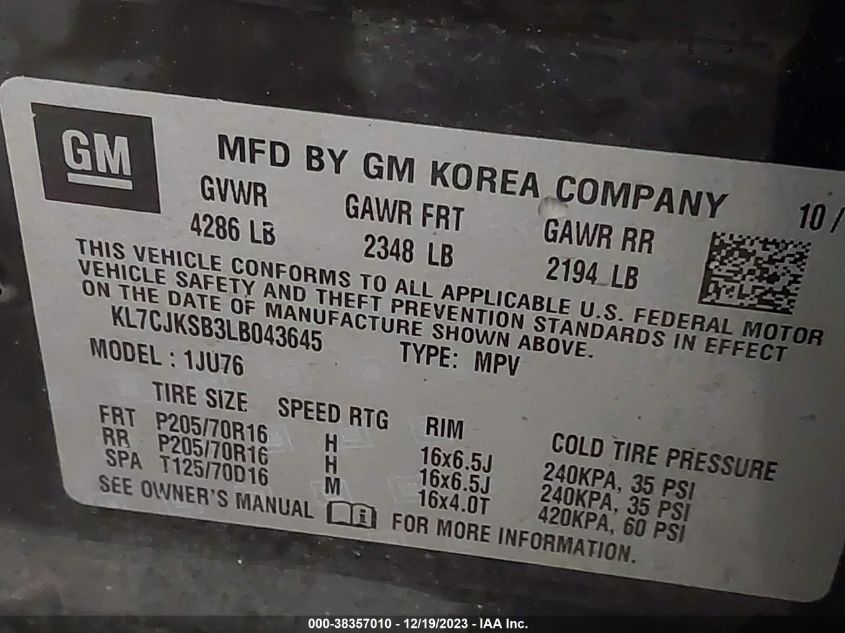 GM
MFD BY GM KOREA COMPANY 10/
GVWR GAWR FRT GAWR RR
4286 LB 2348 LB 2194 LB
THIS VEHICLE CONFORMS TO ALL APPLICABLE U.S. FEDERAL MOTOR
VEHICLE SAFETY AND THEFT PREVENTION STANDARDS IN EFFECT
ON THE DATE OF MANUFACTURE SHOWN ABOVE.
KL7CJKSB3LB043645 TYPE: MPV
MODEL : 1JU76
TIRE SIZE SPEED RTG RIM COLD TIRE PRESSURE
FRT P205/70R16 H 16x6.5J 240KPA, 35 PSI
RR P205/70R16 H 16x6.5J 240KPA, 35 PSI
SPA T125/70D16 M 16x4.0T 420KPA, 60 PSI
SEE OWNER'S MANUAL i FOR MORE INFORMATION.
000-38357010 - 12/19/2023 - IAA Inc.